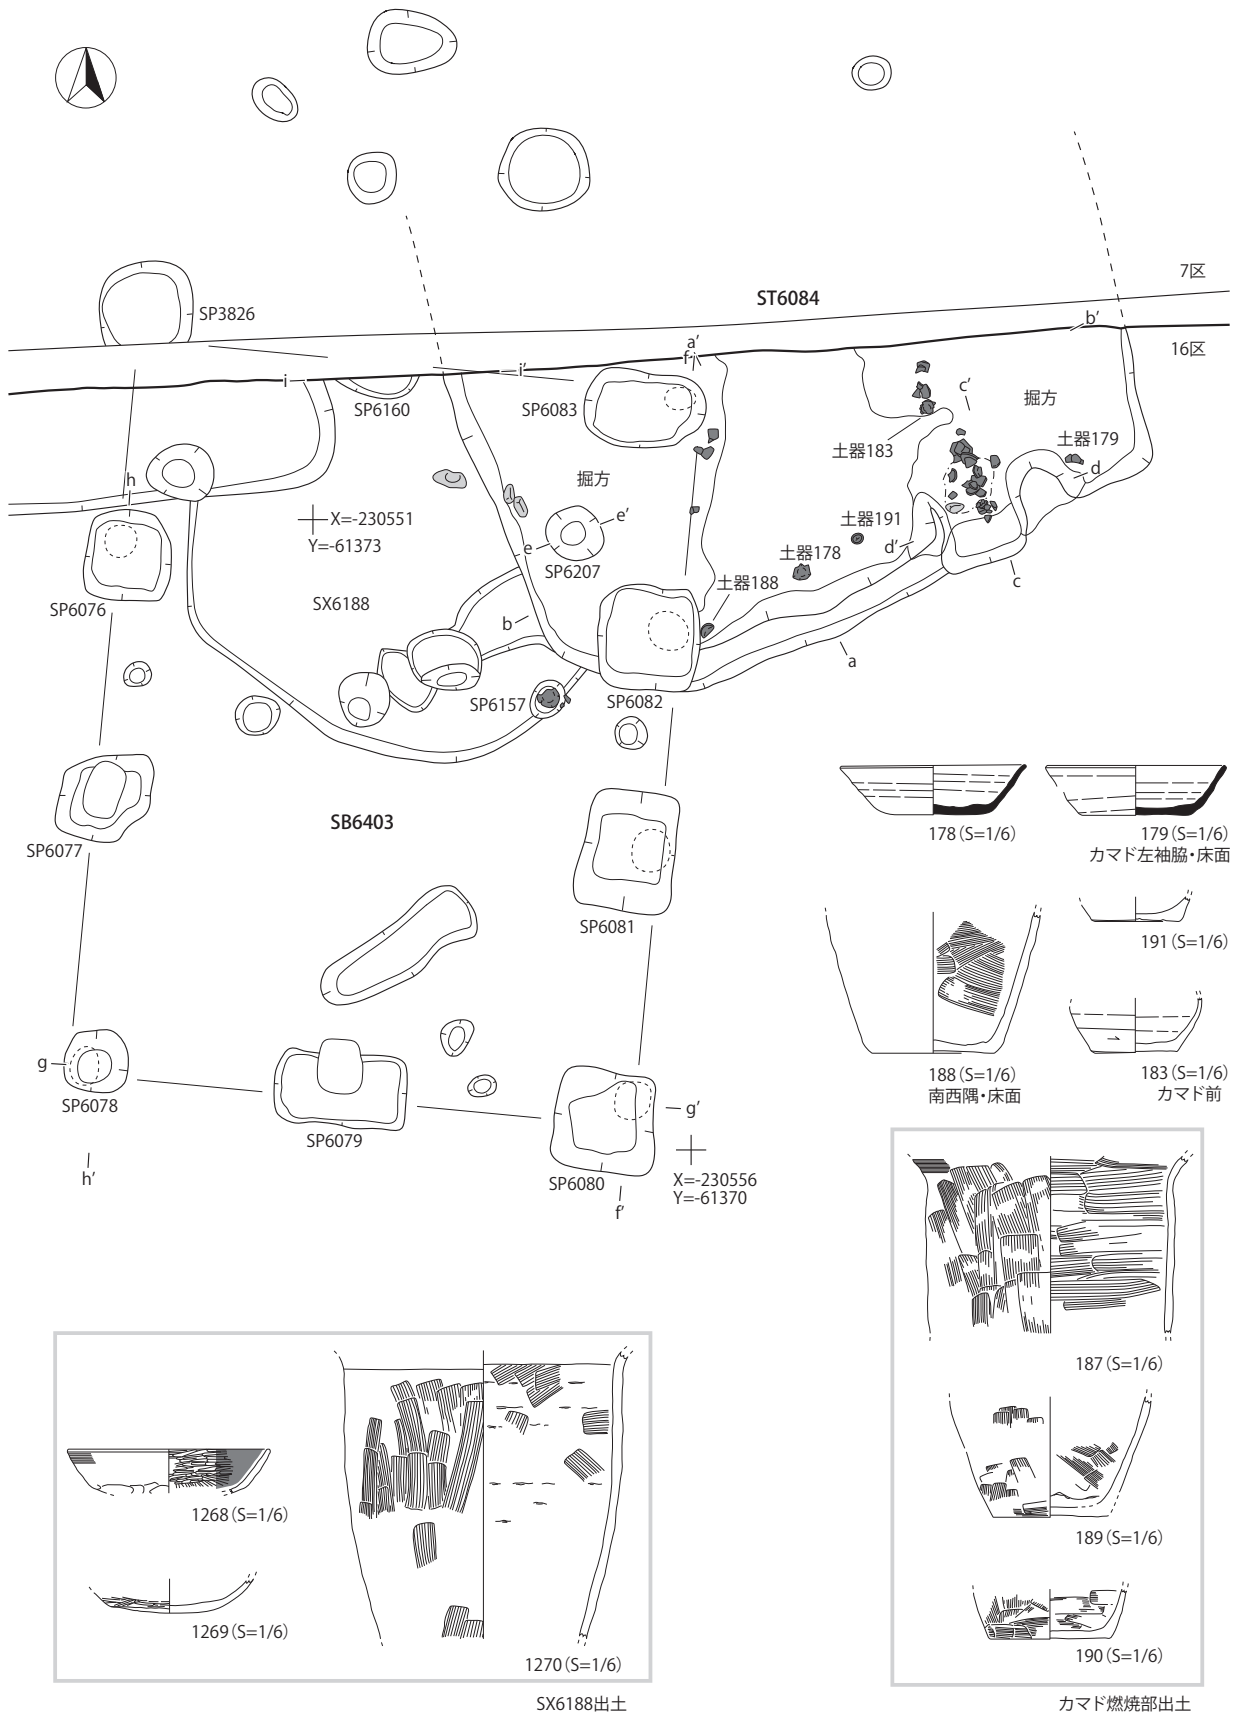 7区
ST6084
SP3826
b'
16区
a'
f
i
i'
SP6160
SP6083
c'
掘方
土器183
土器179
d
h
掘方
X=-230551
Y=-61373
e'
e
SP6207
土器191
d'
土器178
土器188
c
SP6076
SX6188
b
a
SP6157
SP6082
SB6403
178(S=1/6)
179(S=1/6)
カマド左袖脇・床面
SP6077
SP6081
191(S=1/6)
g
SP6078
SP6079
188(S=1/6)
南西隅・床面
183(S=1/6)
カマド前
g'
h'
SP6080
f'
X=-230556
Y=-61370
187(S=1/6)
1268(S=1/6)
189(S=1/6)
1269(S=1/6)
190(S=1/6)
1270(S=1/6)
SX6188出土
カマド燃焼部出土